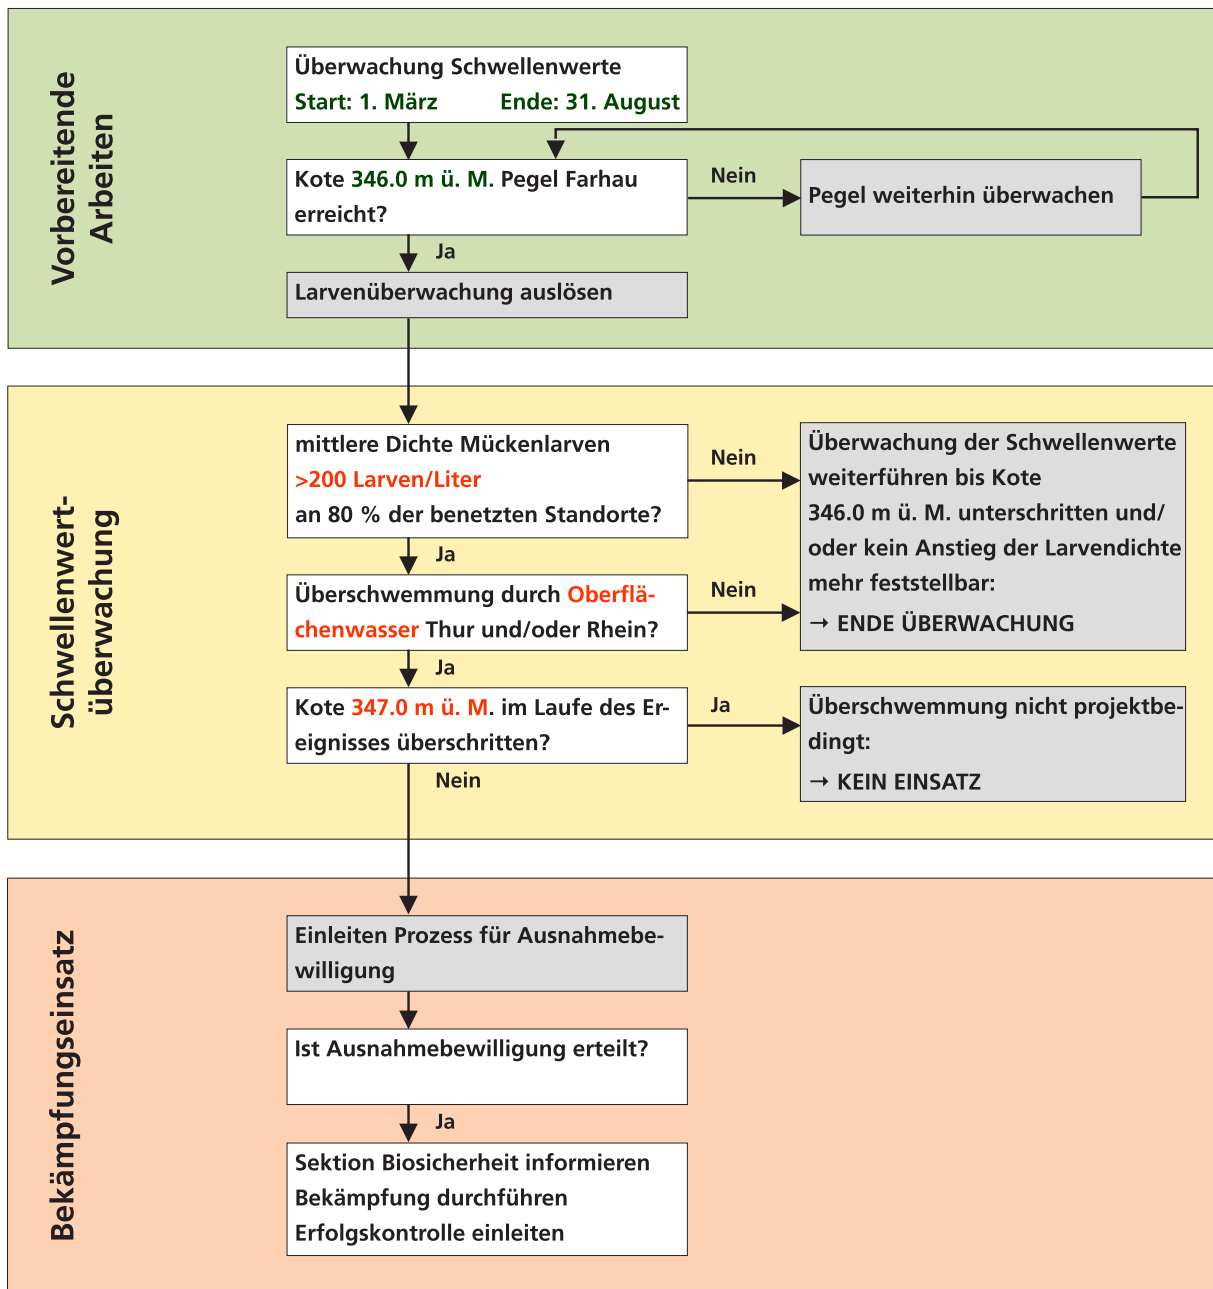 Vorbereitende
Arbeiten
Überwachung Schwellenwerte
Start: 1. März Ende: 31. August
Kote 346.0 m ü. M. Pegel Farhau
erreicht?
Nein
Pegel weiterhin überwachen
Ja
Larvenüberwachung auslösen
Schwellenwert-
überwachung
mittlere Dichte Mückenlarven
>200 Larven/Liter
an 80 % der benetzten Standorte?
Nein
Überwachung der Schwellenwerte
weiterführen bis Kote
346.0 m ü. M. unterschritten und/
oder kein Anstieg der Larvendichte
mehr feststellbar:
→ ENDE ÜBERWACHUNG
Ja
Überschwemmung durch Oberflä-
chenwasser Thur und/oder Rhein?
Nein
Ja
Kote 347.0 m ü. M. im Laufe des Er-
eignisses überschritten?
Ja
Überschwemmung nicht projektbe-
dingt:
→ KEIN EINSATZ
Nein
Bekämpfungseinsatz
Einleiten Prozess für Ausnahmebe-
willigung
Ist Ausnahmebewilligung erteilt?
Ja
Sektion Biosicherheit informieren
Bekämpfung durchführen
Erfolgskontrolle einleiten